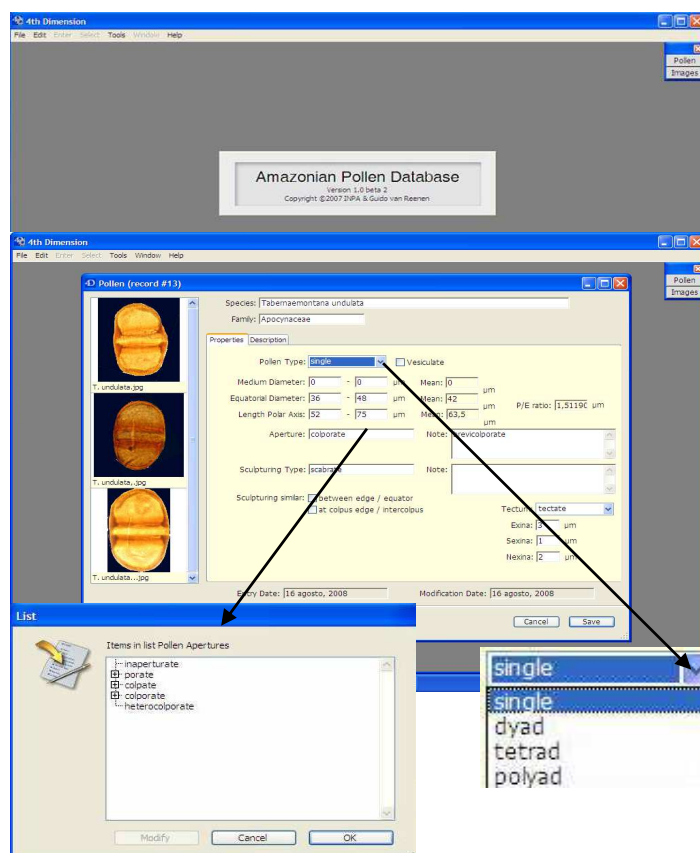 4th Dimension
File Edit Enter Select Tools Window Help
Pollen
Images
Amazonian Pollen Database
Version 1.0 beta 2
Copyright ©2007 INPA & Guido van Reenen
4th Dimension
File Edit Enter Select Tools Window Help
Pollen
Images
Pollen (record #13)
Species: Tabernaemontana undulata
Family: Apocynaceae
Properties Description
Pollen Type: single Vesiculate
Medium Diameter: 0 - 0 µm Mean: 0 µm
Equatorial Diameter: 36 - 48 µm Mean: 42 µm P/E ratio: 1,5119 µm
Length Polar Axis: 52 - 75 µm Mean: 63,5 µm
Aperture: colporate Note: brevicolporate
Sculpturing Type: scabrate Note:
Sculpturing similar: between edge / equator
at colpus edge / intercolpus
Tectum: tectate
Exina: 3 µm
Sexina: 1 µm
Nexina: 2 µm
T. undulata.jpg
T. undulata,.jpg
T. undulata...jpg
Entry Date: 16 agosto, 2008 Modification Date: 16 agosto, 2008
Cancel Save
List
Items in list Pollen Apertures
inaperturate
porate
colpate
colporate
heterocolporate
Modify Cancel OK
single
single
dyad
tetrad
polyad